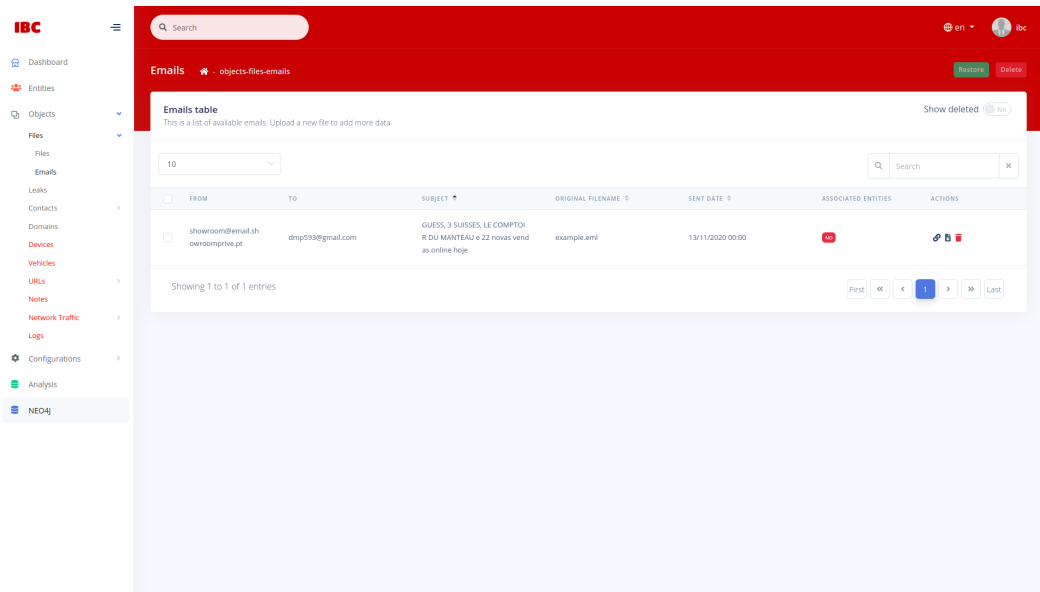 IBC
Search
en
ibc
Dashboard
Entities
Objects
Files
Files
Emails
Leaks
Contacts
Domains
Devices
Vehicles
URLs
Notes
Network Traffic
Logs
Configurations
Analysis
NEO4J
Emails
- objects-files-emails
Restore
Delete
Emails table
This is a list of available emails. Upload a new file to add more data
Show deleted
No
10
Search
FROM
TO
SUBJECT
ORIGINAL FILENAME
SENT DATE
ASSOCIATED ENTITIES
ACTIONS
showroom@email.sh
owroomprive.pt
dmp593@gmail.com
GUESS, 3 SUISSES, LE COMPTOI
R DU MANTEAU e 22 novas vend
as online hoje
example.eml
13/11/2020 00:00
NO
Showing 1 to 1 of 1 entries
First
1
Last